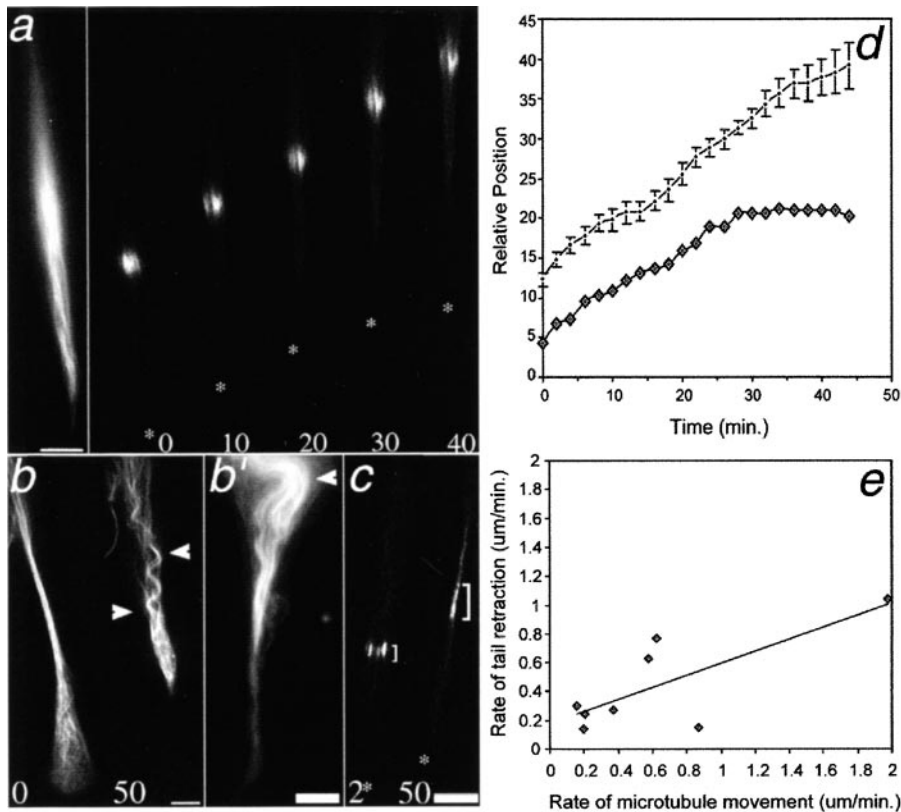 a
* 0
* 10
* 20
* 30
* 40
b
0
50
b'
c
2*
50
*
d
Relative Position
45
40
35
30
25
20
15
10
5
0
0 10 20 30 40 50
Time (min.)
e
Rate of tail retraction (um/min.)
2
1.8
1.6
1.4
1.2
1
0.8
0.6
0.4
0.2
0
0 0.2 0.4 0.6 0.8 1 1.2 1.4 1.6 1.8 2
Rate of microtubule movement (um/min.)